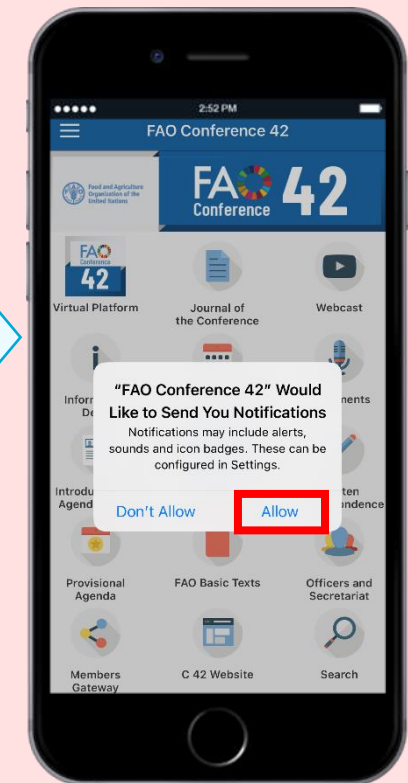 2:52 PM
FAO Conference 42
Food and Agriculture
Organization of the
United Nations
FAO
Conference
42
FAO
Conference
42
Virtual Platform
Journal of
the Conference
Webcast
"FAO Conference 42" Would
Like to Send You Notifications
Notifications may include alerts,
sounds and icon badges. These can be
configured in Settings.
Don't Allow
Allow
Provisional
Agenda
FAO Basic Texts
Officers and
Secretariat
Members
Gateway
C 42 Website
Search